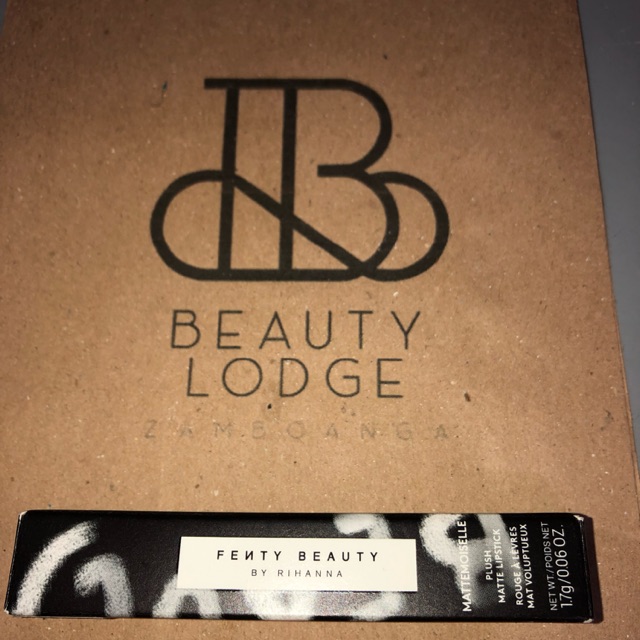 BEAUTY
LODGE
ZAMBOANGA
FEИTY BEAUTY
BY RIHANNA
MATTEMOISELLE
PLUSH
MATTE LIPSTICK
ROUGE À LÈVRES
MAT VOLUPTUEUX
NET WT/POIDS NET
1.7g/0.06 OZ.